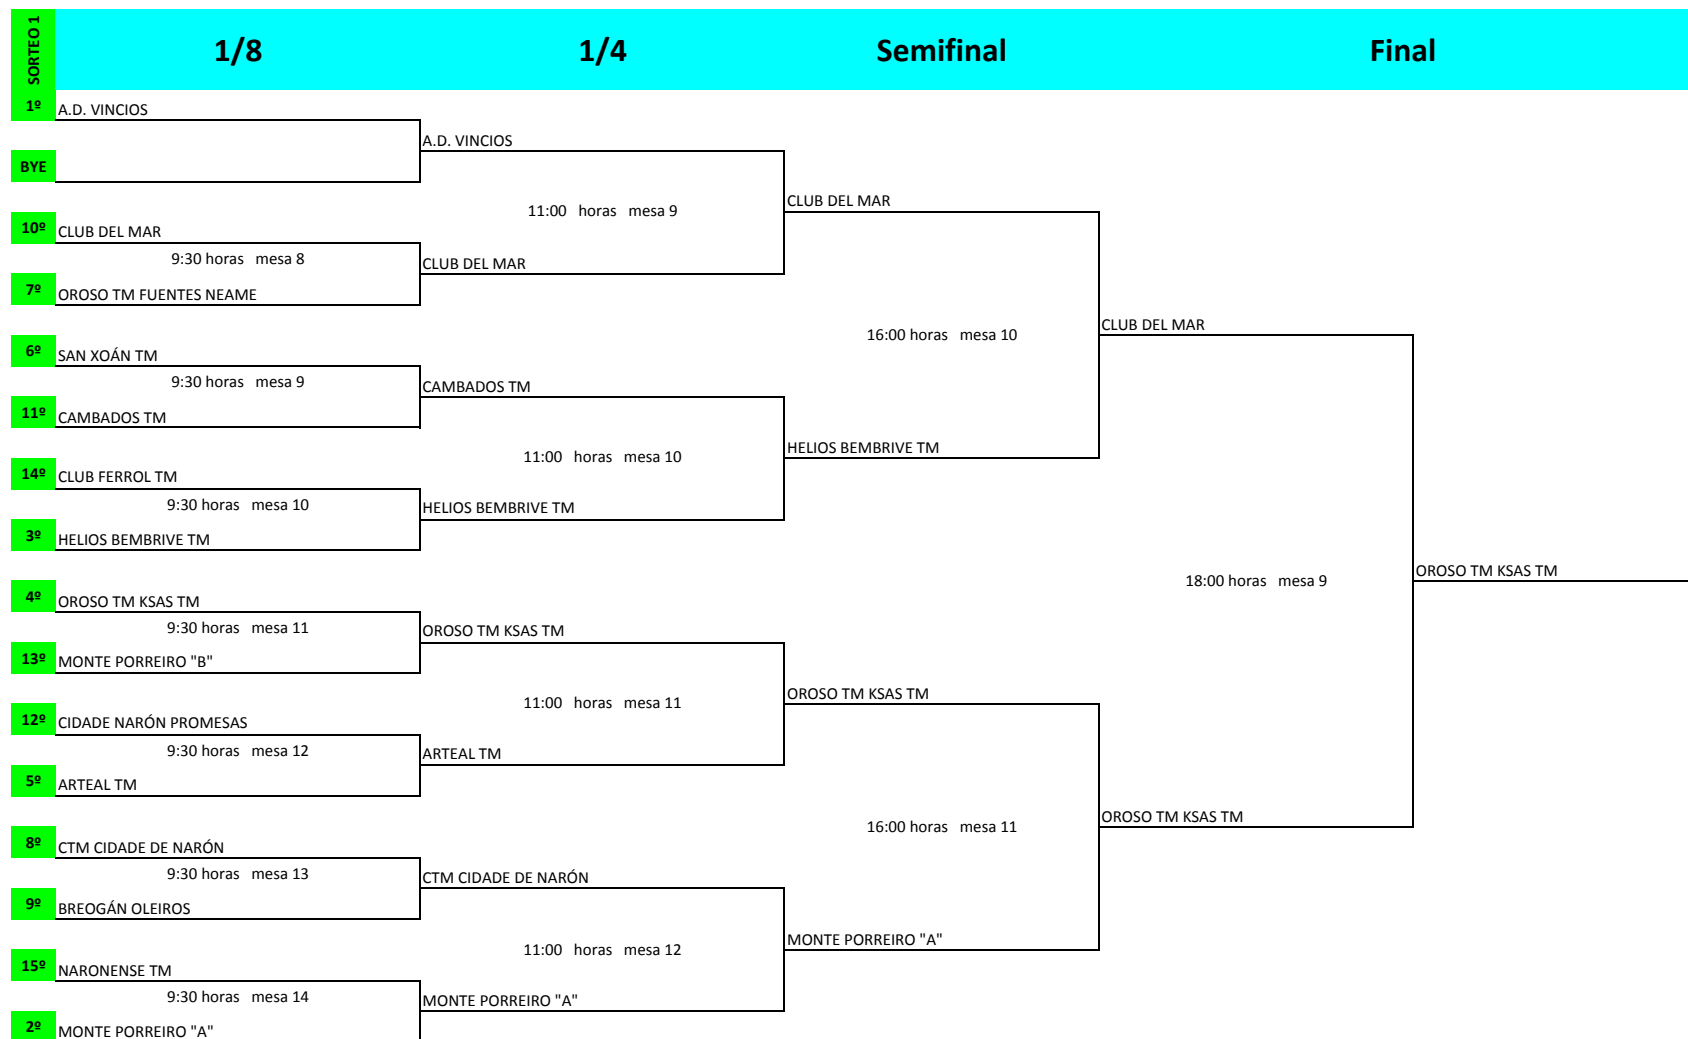 SORTEO 1
1/8
1/4
Semifinal
Final
1º
A.D. VINCIOS
A.D. VINCIOS
BYE
CLUB DEL MAR
11:00 horas mesa 9
10º
CLUB DEL MAR
9:30 horas mesa 8
CLUB DEL MAR
7º
OROSO TM FUENTES NEAME
CLUB DEL MAR
16:00 horas mesa 10
6º
SAN XOÁN TM
9:30 horas mesa 9
CAMBADOS TM
11º
CAMBADOS TM
HELIOS BEMBRIVE TM
11:00 horas mesa 10
14º
CLUB FERROL TM
9:30 horas mesa 10
HELIOS BEMBRIVE TM
3º
HELIOS BEMBRIVE TM
OROSO TM KSAS TM
18:00 horas mesa 9
4º
OROSO TM KSAS TM
9:30 horas mesa 11
OROSO TM KSAS TM
13º
MONTE PORREIRO "B"
OROSO TM KSAS TM
11:00 horas mesa 11
12º
CIDADE NARÓN PROMESAS
9:30 horas mesa 12
ARTEAL TM
5º
ARTEAL TM
OROSO TM KSAS TM
16:00 horas mesa 11
8º
CTM CIDADE DE NARÓN
9:30 horas mesa 13
CTM CIDADE DE NARÓN
9º
BREOGÁN OLEIROS
MONTE PORREIRO "A"
11:00 horas mesa 12
15º
NARONENSE TM
9:30 horas mesa 14
MONTE PORREIRO "A"
2º
MONTE PORREIRO "A"